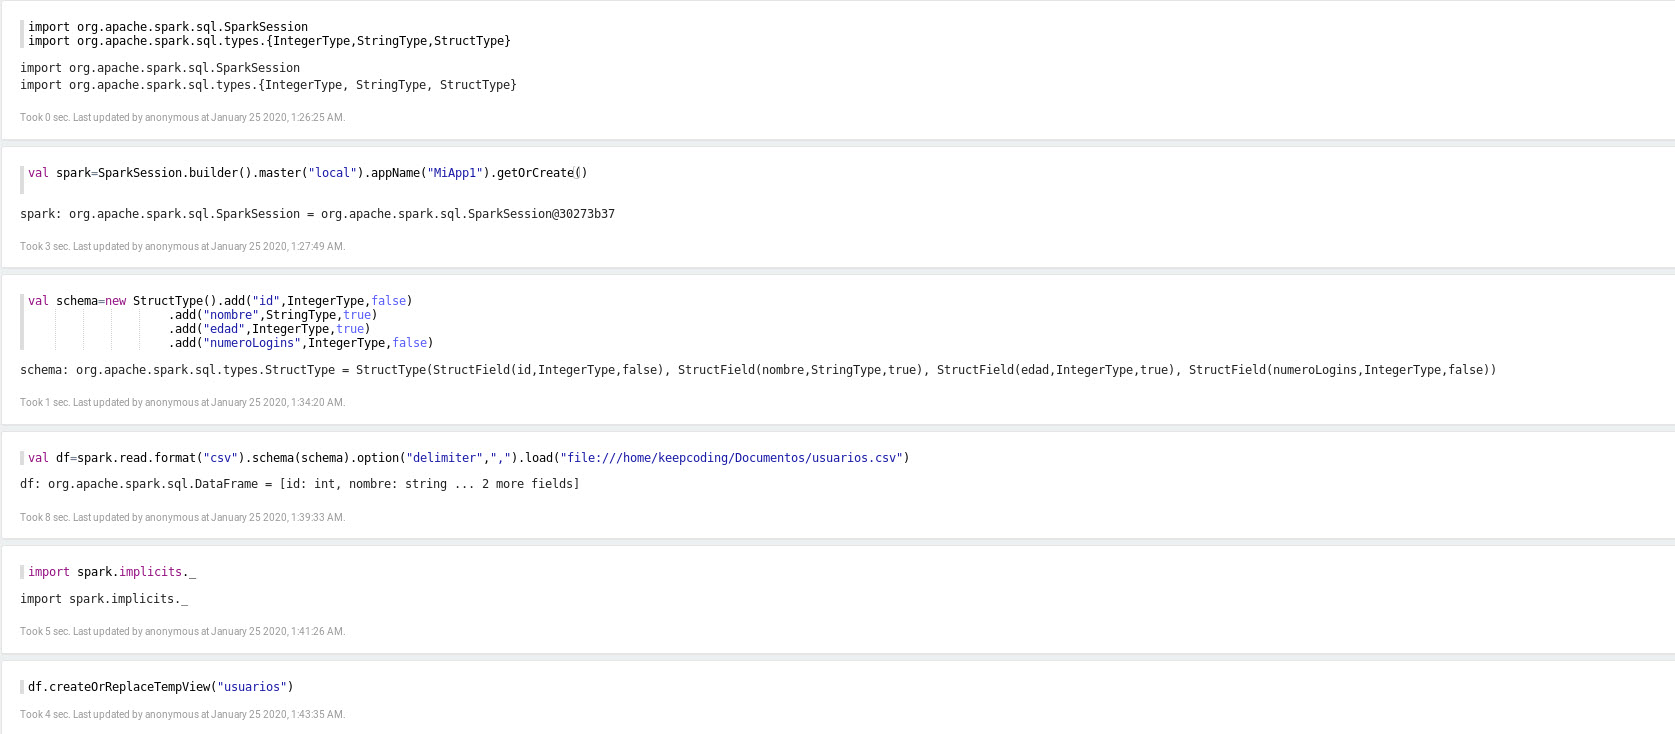 import org.apache.spark.sql.SparkSession
import org.apache.spark.sql.types.{IntegerType,StringType,StructType}
import org.apache.spark.sql.SparkSession
import org.apache.spark.sql.types.{IntegerType, StringType, StructType}
Took 0 sec. Last updated by anonymous at January 25 2020, 1:26:25 AM.
val spark=SparkSession.builder().master("local").appName("MiApp1").getOrCreate()
spark: org.apache.spark.sql.SparkSession = org.apache.spark.sql.SparkSession@30273b37
Took 3 sec. Last updated by anonymous at January 25 2020, 1:27:49 AM.
val schema=new StructType().add("id",IntegerType,false)
.add("nombre",StringType,true)
.add("edad",IntegerType,true)
.add("numeroLogins",IntegerType,false)
schema: org.apache.spark.sql.types.StructType = StructType(StructField(id,IntegerType,false), StructField(nombre,StringType,true), StructField(edad,IntegerType,true), StructField(numeroLogins,IntegerType,false))
Took 1 sec. Last updated by anonymous at January 25 2020, 1:34:20 AM.
val df=spark.read.format("csv").schema(schema).option("delimiter",",").load("file:///home/keepcoding/Documentos/usuarios.csv")
df: org.apache.spark.sql.DataFrame = [id: int, nombre: string ... 2 more fields]
Took 8 sec. Last updated by anonymous at January 25 2020, 1:39:33 AM.
import spark.implicits._
import spark.implicits._
Took 5 sec. Last updated by anonymous at January 25 2020, 1:41:26 AM.
df.createOrReplaceTempView("usuarios")
Took 4 sec. Last updated by anonymous at January 25 2020, 1:43:35 AM.